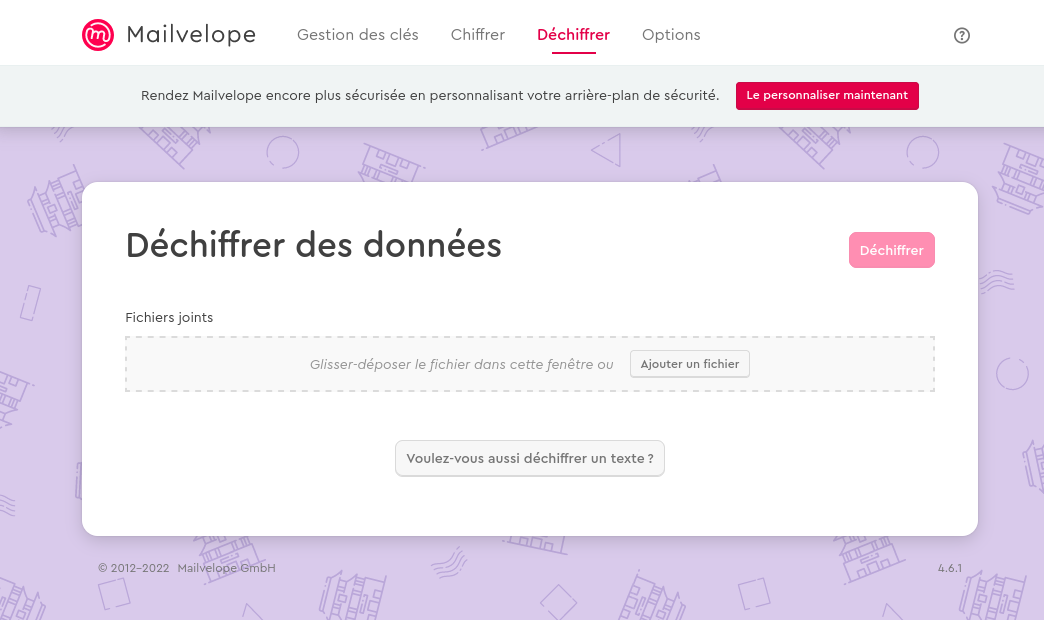 Mailvelope
Gestion des clés
Chiffrer
Déchiffrer
Options
Rendez Mailvelope encore plus sécurisée en personnalisant votre arrière-plan de sécurité.
Le personnaliser maintenant
Déchiffrer des données
Déchiffrer
Fichiers joints
Glisser-déposer le fichier dans cette fenêtre ou
Ajouter un fichier
Voulez-vous aussi déchiffrer un texte ?
© 2012-2022 Mailvelope GmbH
4.6.1